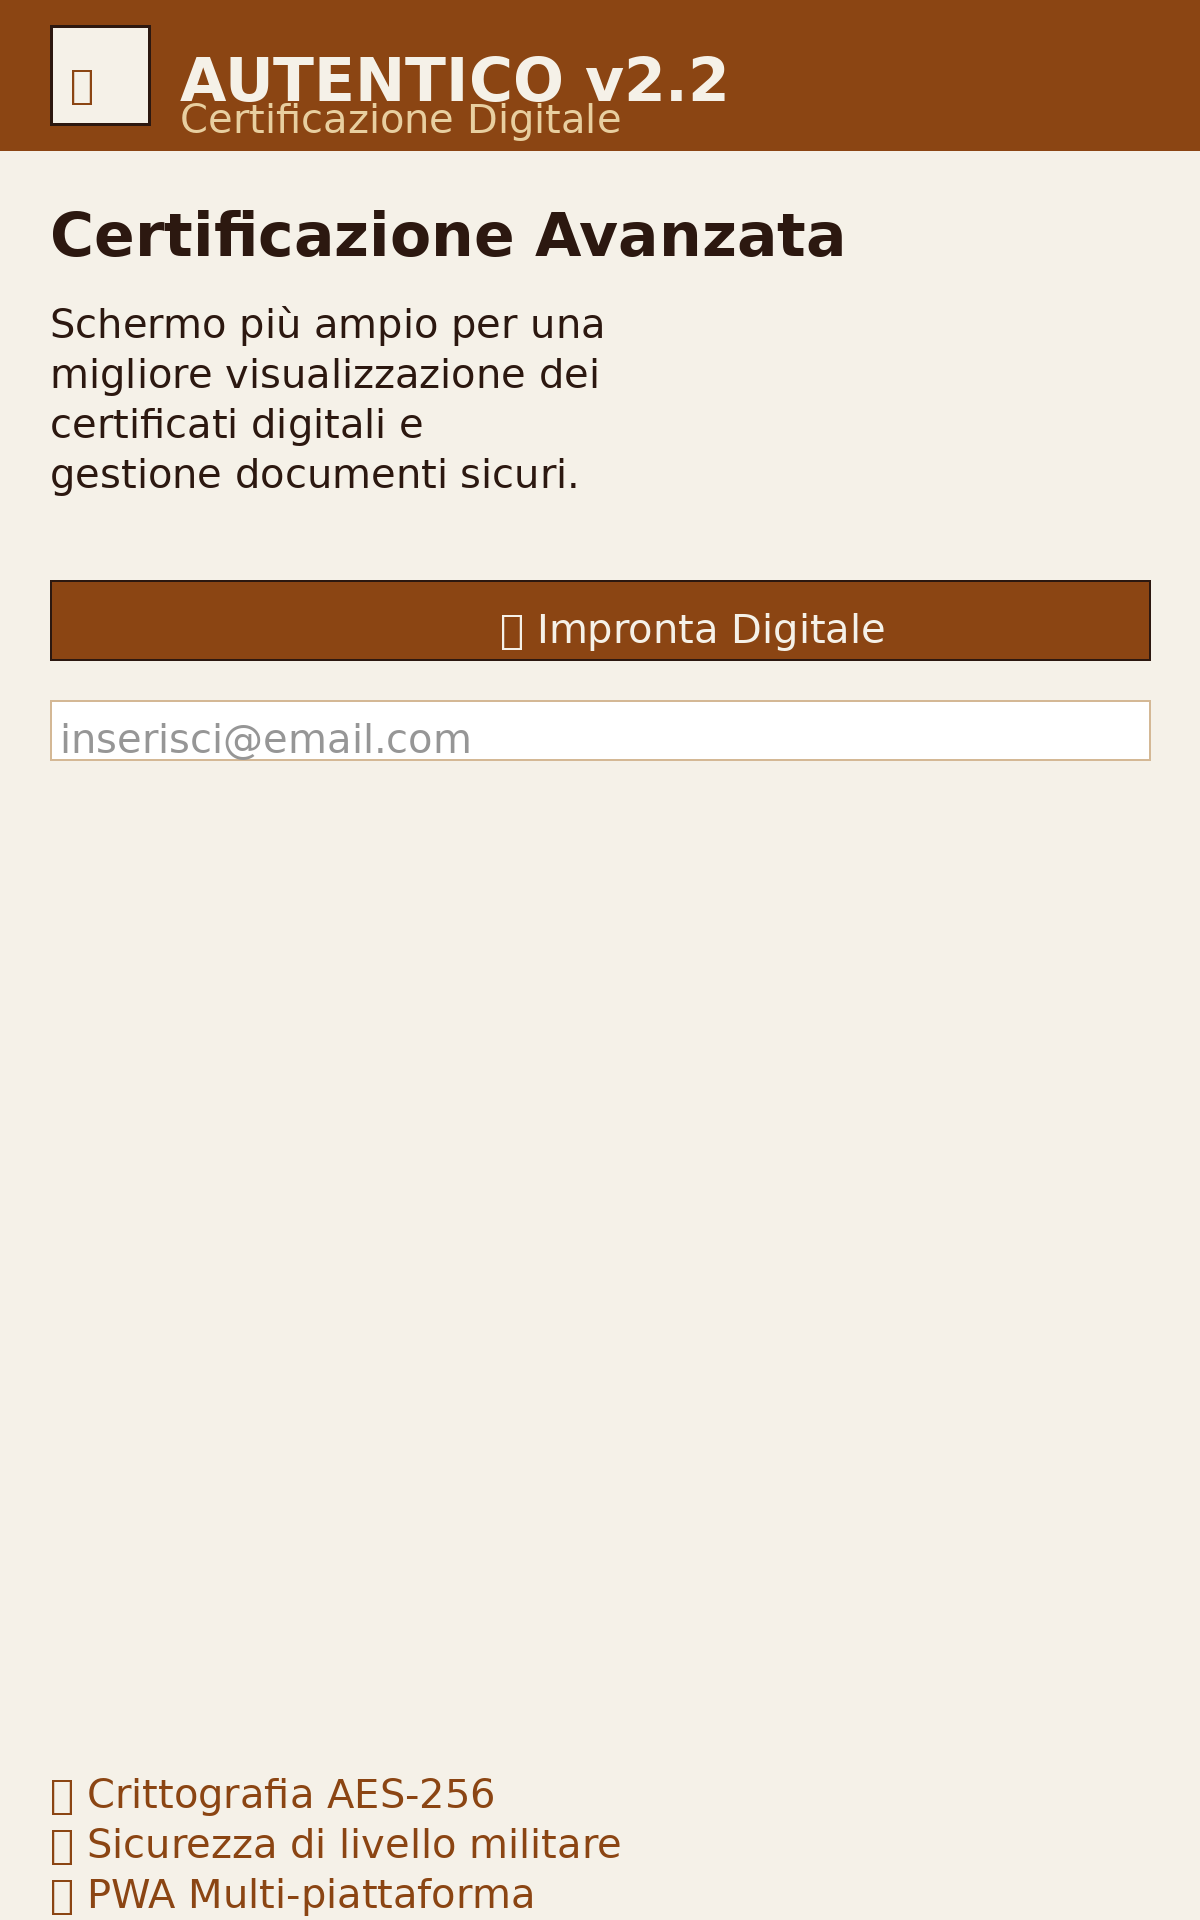 AUTENTICO v2.2
Certificazione Digitale
Certificazione Avanzata
Schermo più ampio per una
migliore visualizzazione dei
certificati digitali e
gestione documenti sicuri.
Impronta Digitale
inserisci@email.com
Crittografia AES-256
Sicurezza di livello militare
PWA Multi-piattaforma